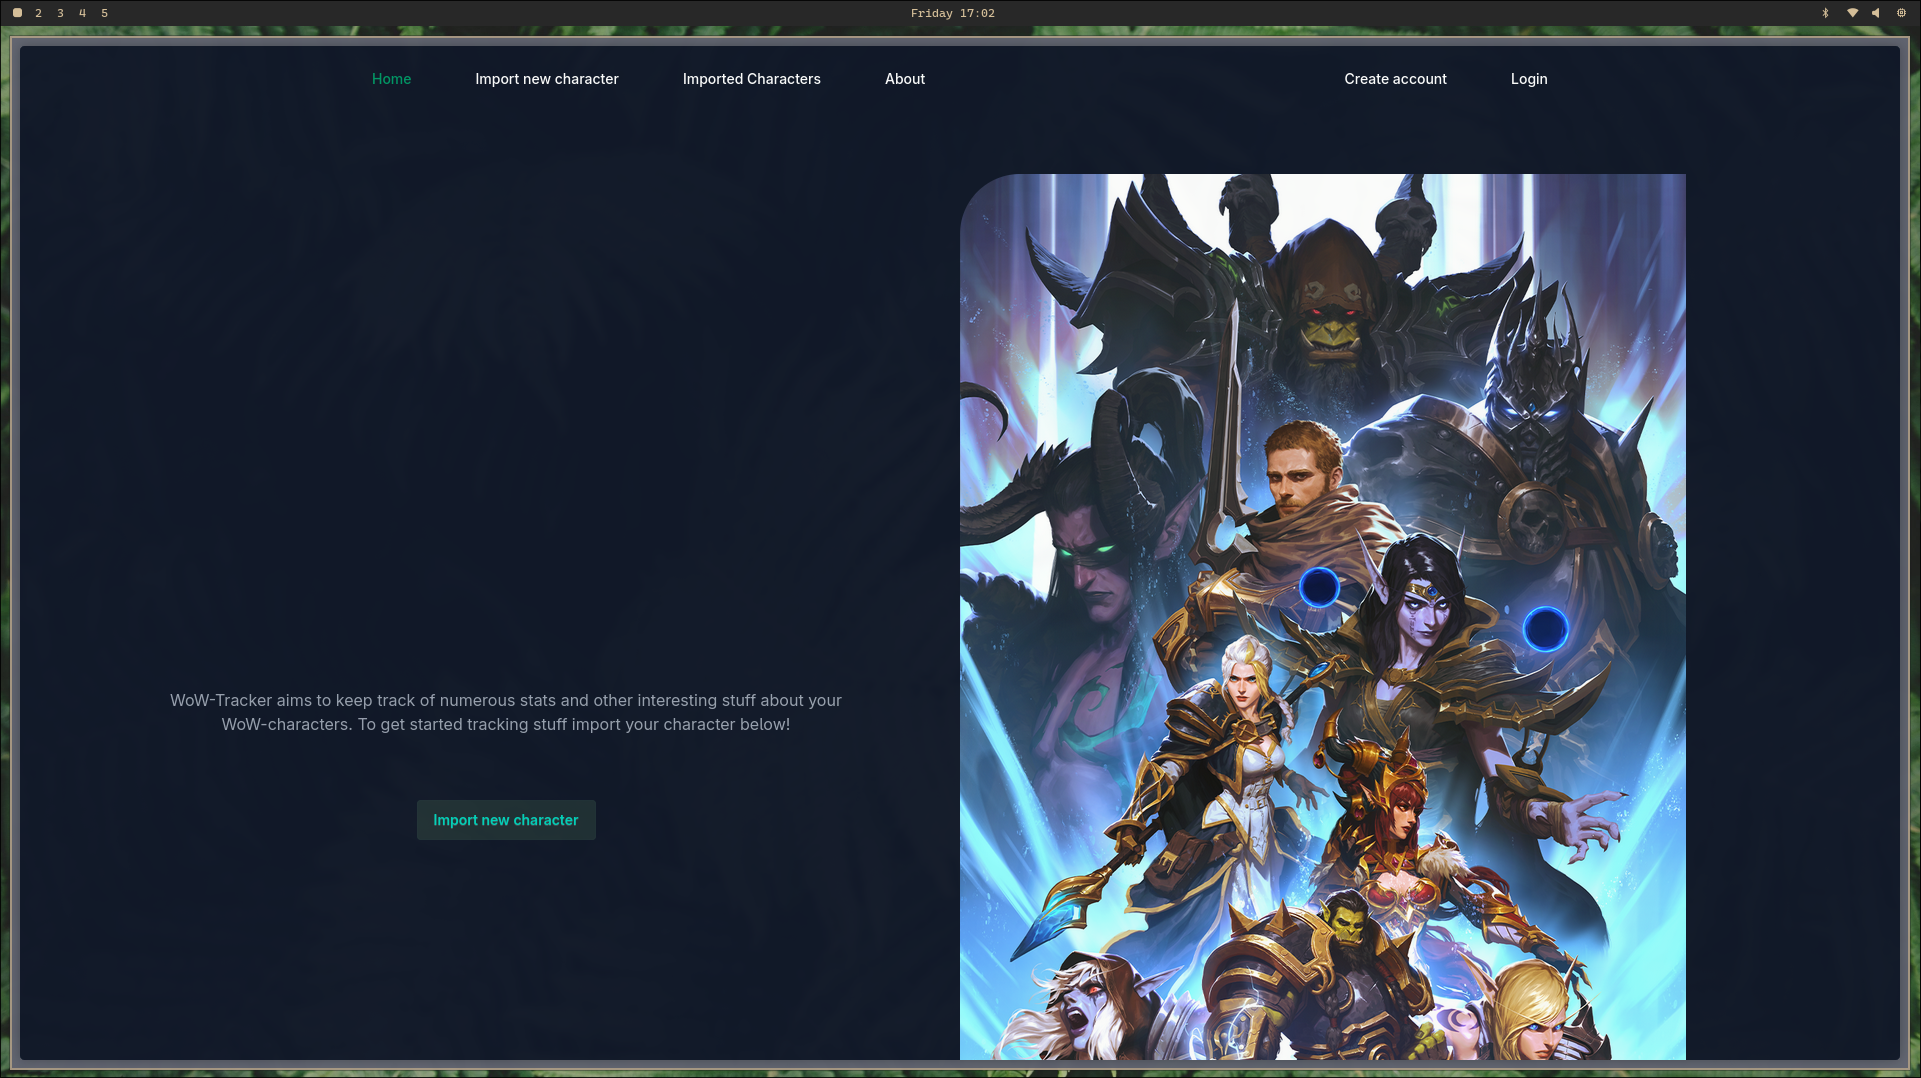 2 3 4 5
Friday 17:02
Home Import new character Imported Characters About Create account Login
WoW-Tracker aims to keep track of numerous stats and other interesting stuff about your
WoW-characters. To get started tracking stuff import your character below!
Import new character